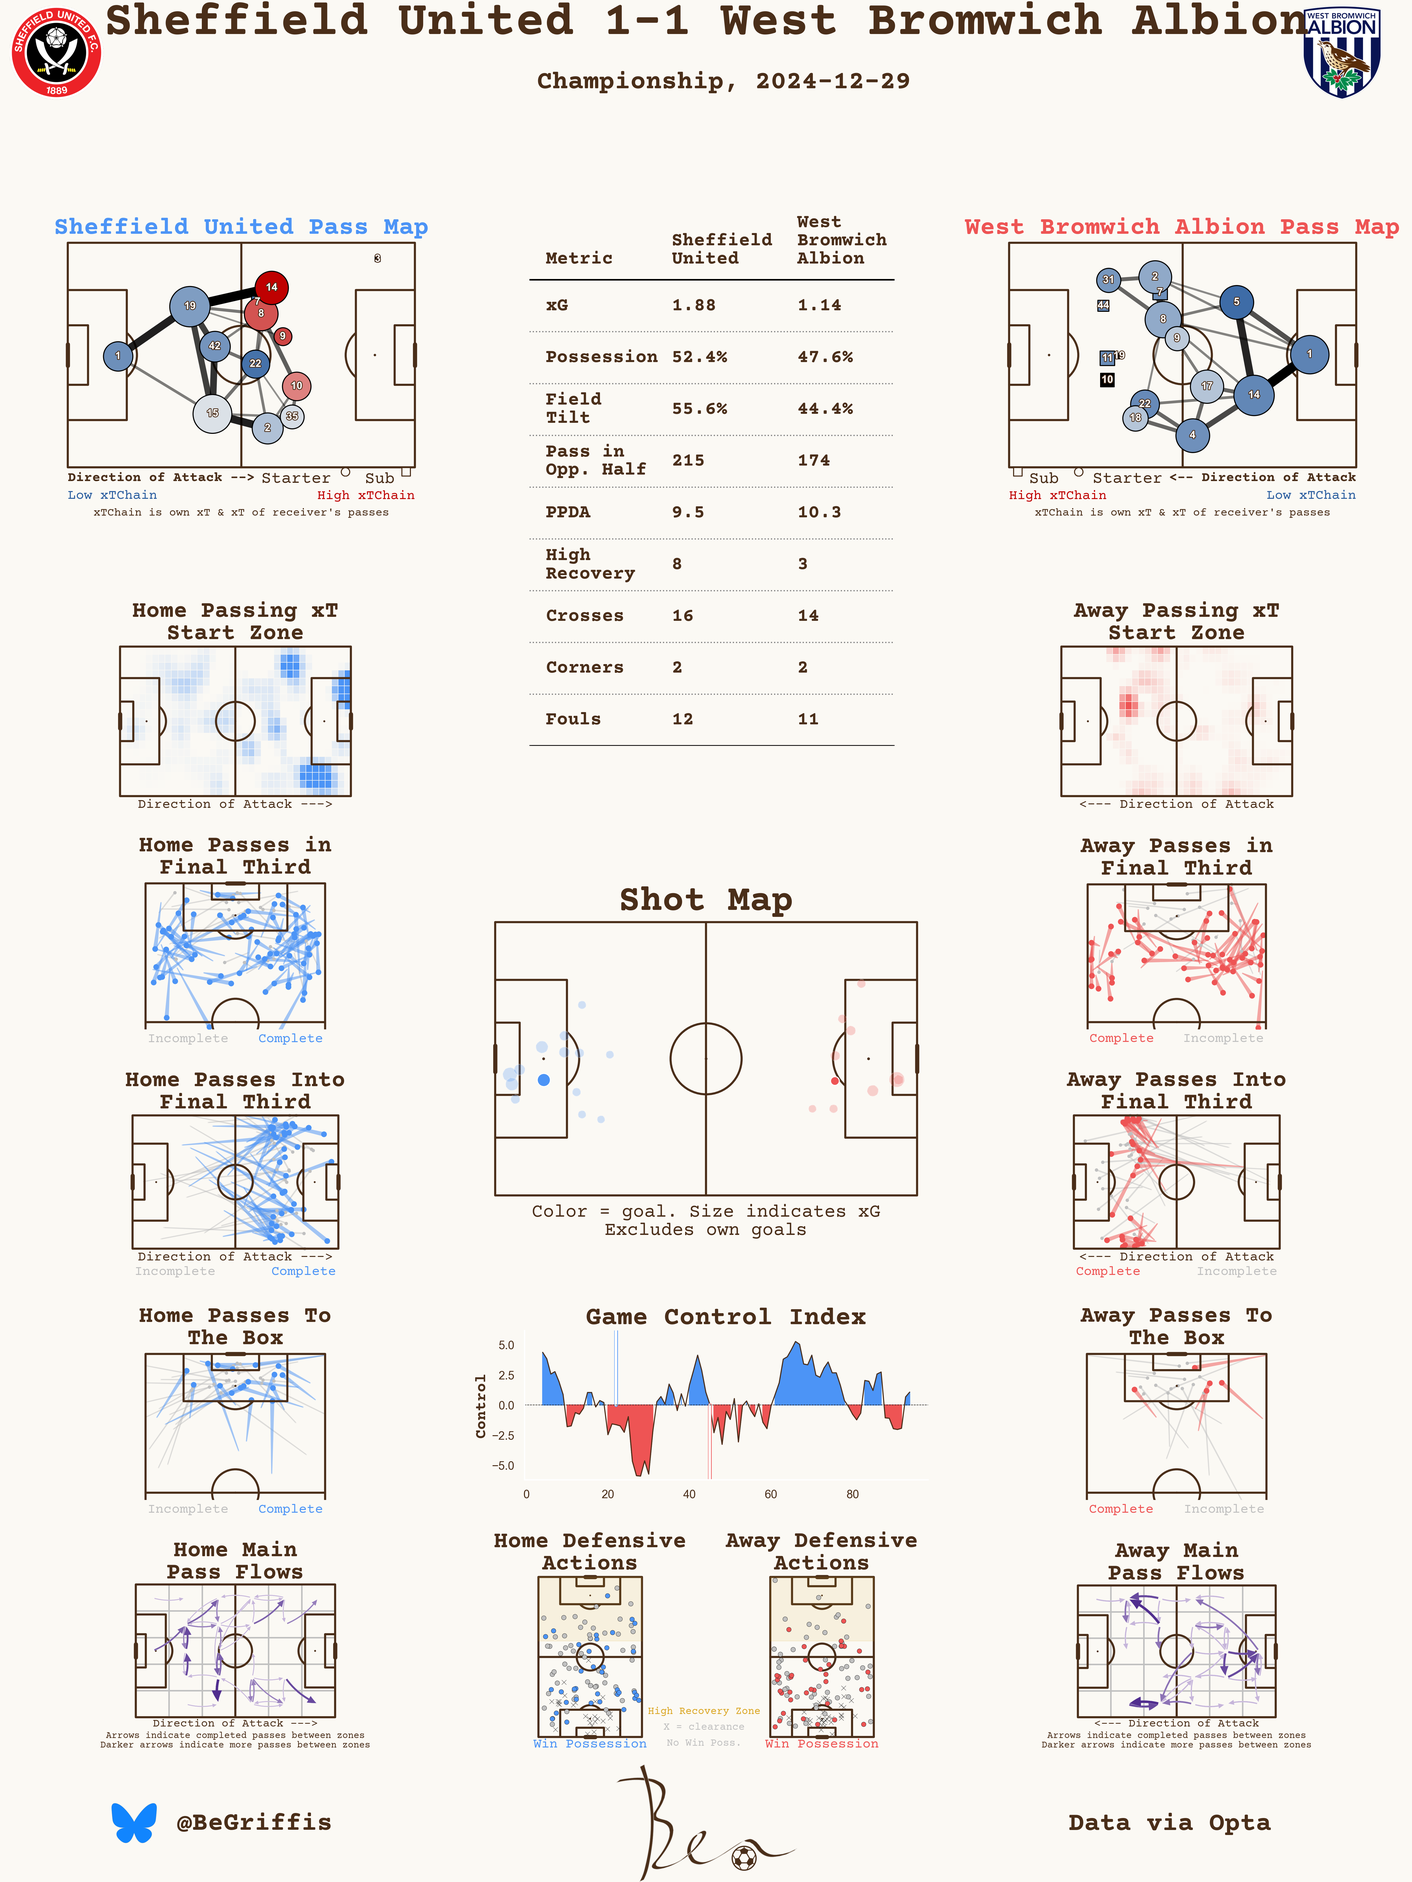 Sheffield United 1-1 West Bromwich Albion
Championship, 2024-12-29
SHEFFIELD UNITED F.C.
1889
WEST BROMWICH
ALBION
Sheffield United Pass Map
3
14
7
19
8
9
42
1
22
10
15
35
2
Direction of Attack --> Starter Sub
Low xTChain High xTChain
xTChain is own xT & xT of receiver's passes
Metric Sheffield United West Bromwich Albion
xG 1.88 1.14
Possession 52.4% 47.6%
Field Tilt 55.6% 44.4%
Pass in Opp. Half 215 174
PPDA 9.5 10.3
High Recovery 8 3
Crosses 16 14
Corners 2 2
Fouls 12 11
West Bromwich Albion Pass Map
31
2
7
44
5
8
9
11
19
1
10
17
14
22
18
4
Sub Starter <-- Direction of Attack
High xTChain Low xTChain
xTChain is own xT & xT of receiver's passes
Home Passing xT
Start Zone
Direction of Attack --->
Away Passing xT
Start Zone
<--- Direction of Attack
Home Passes in
Final Third
Incomplete Complete
Away Passes in
Final Third
Complete Incomplete
Shot Map
Color = goal. Size indicates xG
Excludes own goals
Home Passes Into
Final Third
Direction of Attack --->
Incomplete Complete
Away Passes Into
Final Third
<--- Direction of Attack
Complete Incomplete
Home Passes To
The Box
Incomplete Complete
Game Control Index
Control
5.0
2.5
0.0
−2.5
−5.0
0 20 40 60 80
Away Passes To
The Box
Complete Incomplete
Home Main
Pass Flows
Direction of Attack --->
Arrows indicate completed passes between zones
Darker arrows indicate more passes between zones
Home Defensive
Actions
Win Possession
Away Defensive
Actions
Win Possession
High Recovery Zone
X = clearance
No Win Poss.
Away Main
Pass Flows
<--- Direction of Attack
Arrows indicate completed passes between zones
Darker arrows indicate more passes between zones
@BeGriffis
Ben
Data via Opta